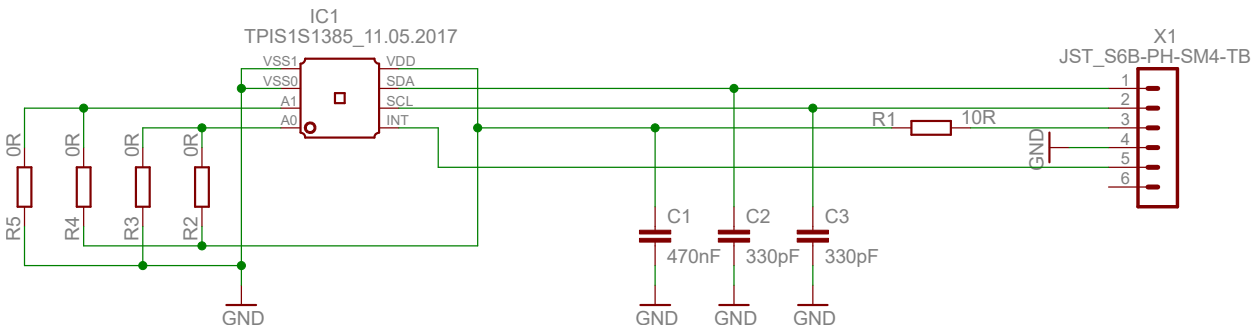 IC1
TPIS1S1385_11.05.2017
X1
JST_S6B-PH-SM4-TB
VSS1
VDD
VSS0
SDA
1
A1
SCL
2
A0
INT
R1
10R
3
0R
0R
0R
0R
GND
4
5
6
R5
R4
R3
R2
C1
C2
C3
470nF
330pF
330pF
GND
GND
GND
GND